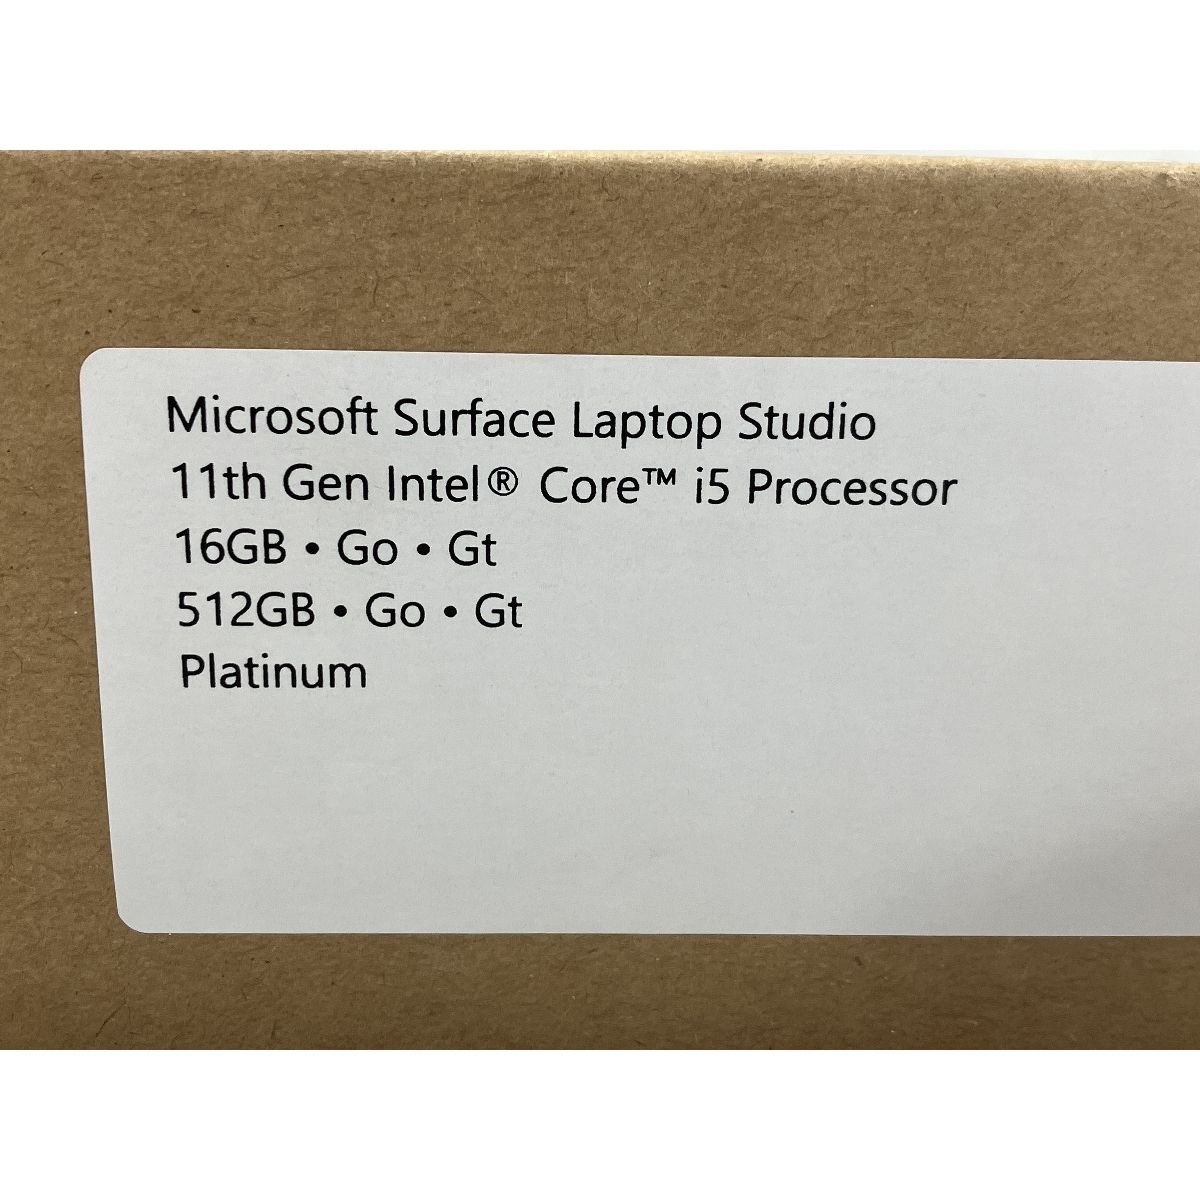 Microsoft Surface Laptop Studio
11th Gen Intel® Core™ i5 Processor
16GB • Go • Gt
512GB • Go • Gt
Platinum